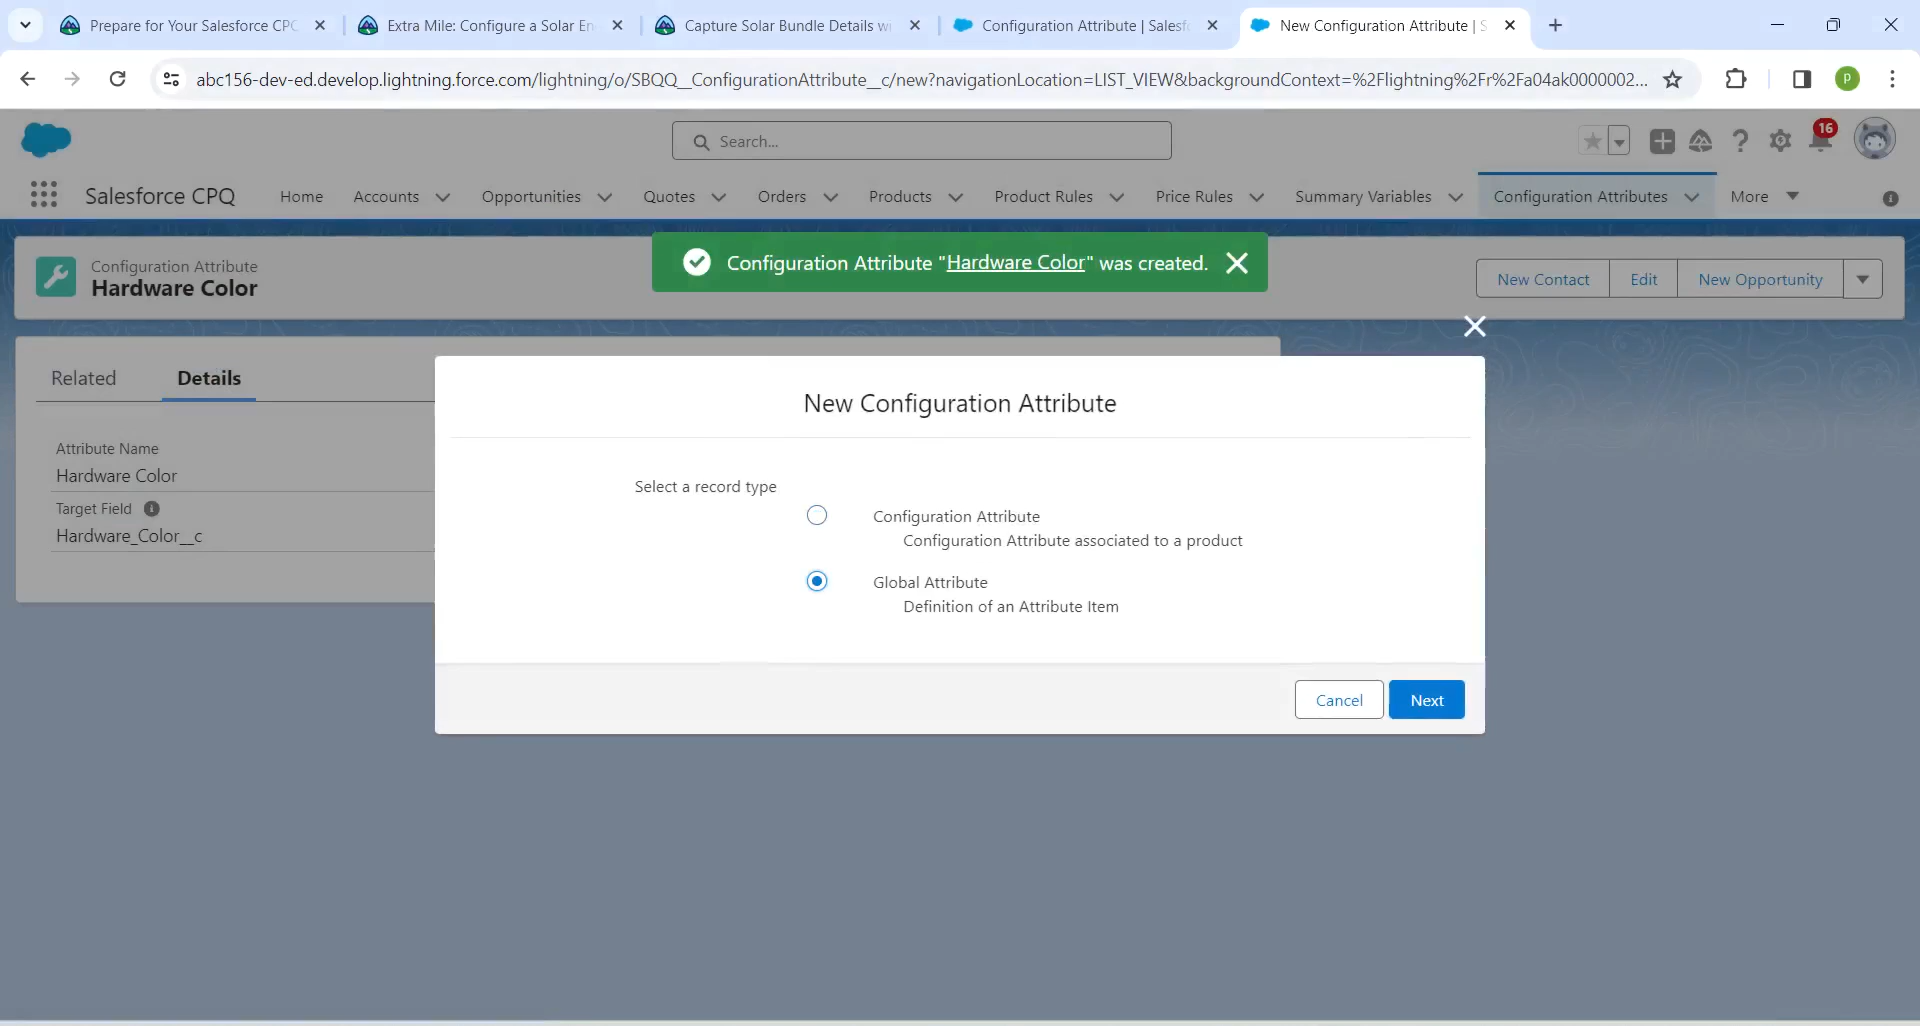 Prepare for Your Salesforce CPQ
Extra Mile: Configure a Solar En
Capture Solar Bundle Details wi
Configuration Attribute | Salesf
New Configuration Attribute | S
abc156-dev-ed.develop.lightning.force.com/lightning/o/SBQQ__ConfigurationAttribute__c/new?navigationLocation=LIST_VIEW&backgroundContext=%2Flightning%2Fr%2Fa04ak0000002...
P
Search...
16
Salesforce CPQ
Home
Accounts
Opportunities
Quotes
Orders
Products
Product Rules
Price Rules
Summary Variables
Configuration Attributes
More
Configuration Attribute
Hardware Color
Configuration Attribute "Hardware Color" was created.
New Contact
Edit
New Opportunity
Related
Details
Attribute Name
Hardware Color
Target Field
Hardware_Color__c
New Configuration Attribute
Select a record type
Configuration Attribute
Configuration Attribute associated to a product
Global Attribute
Definition of an Attribute Item
Cancel
Next